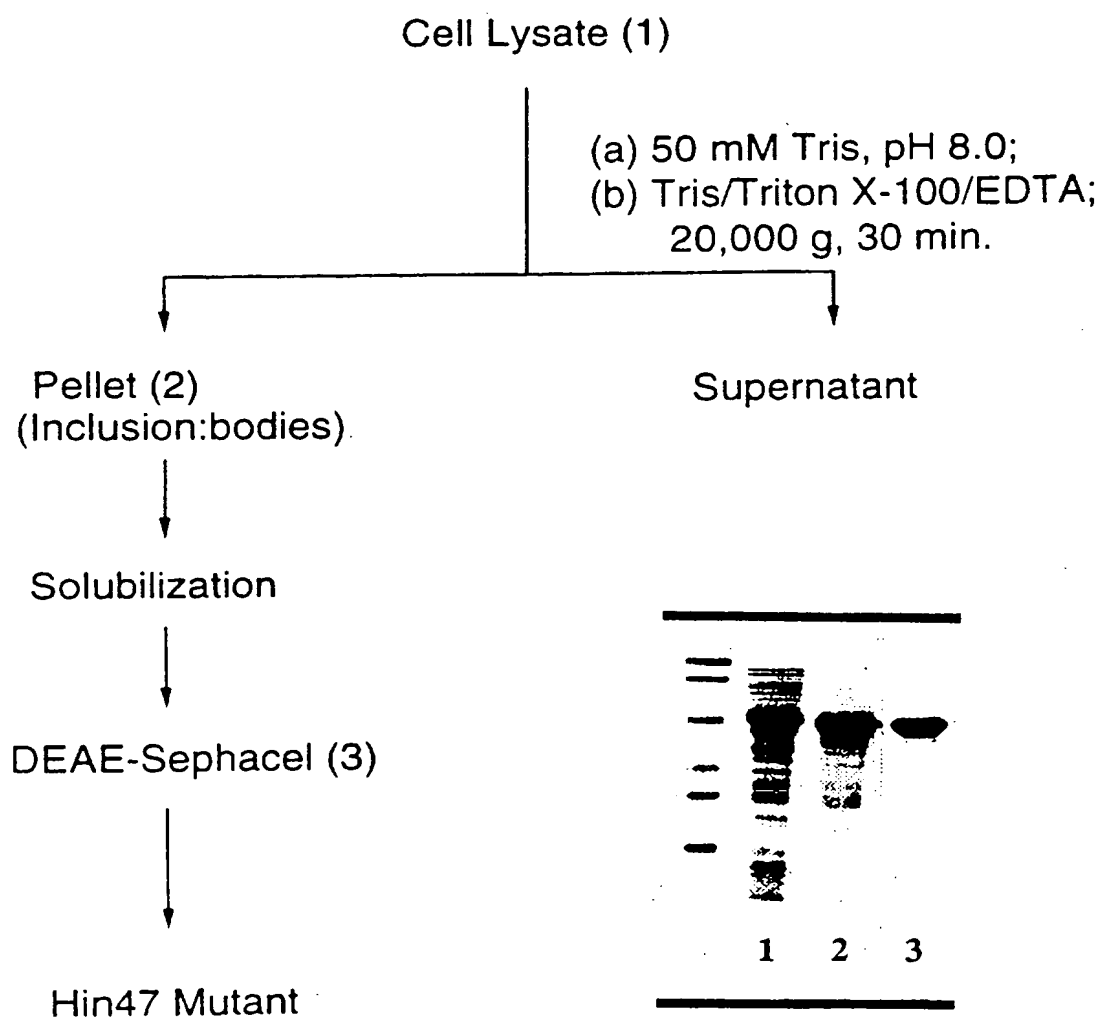 Cell Lysate (1)
(a) 50 mM Tris, pH 8.0;
(b) Tris/Triton X-100/EDTA;
20,000 g, 30 min.
Pellet (2)
(Inclusion:bodies)
Supernatant
Solubilization
DEAE-Sephacel (3)
1 2 3
Hin47 Mutant